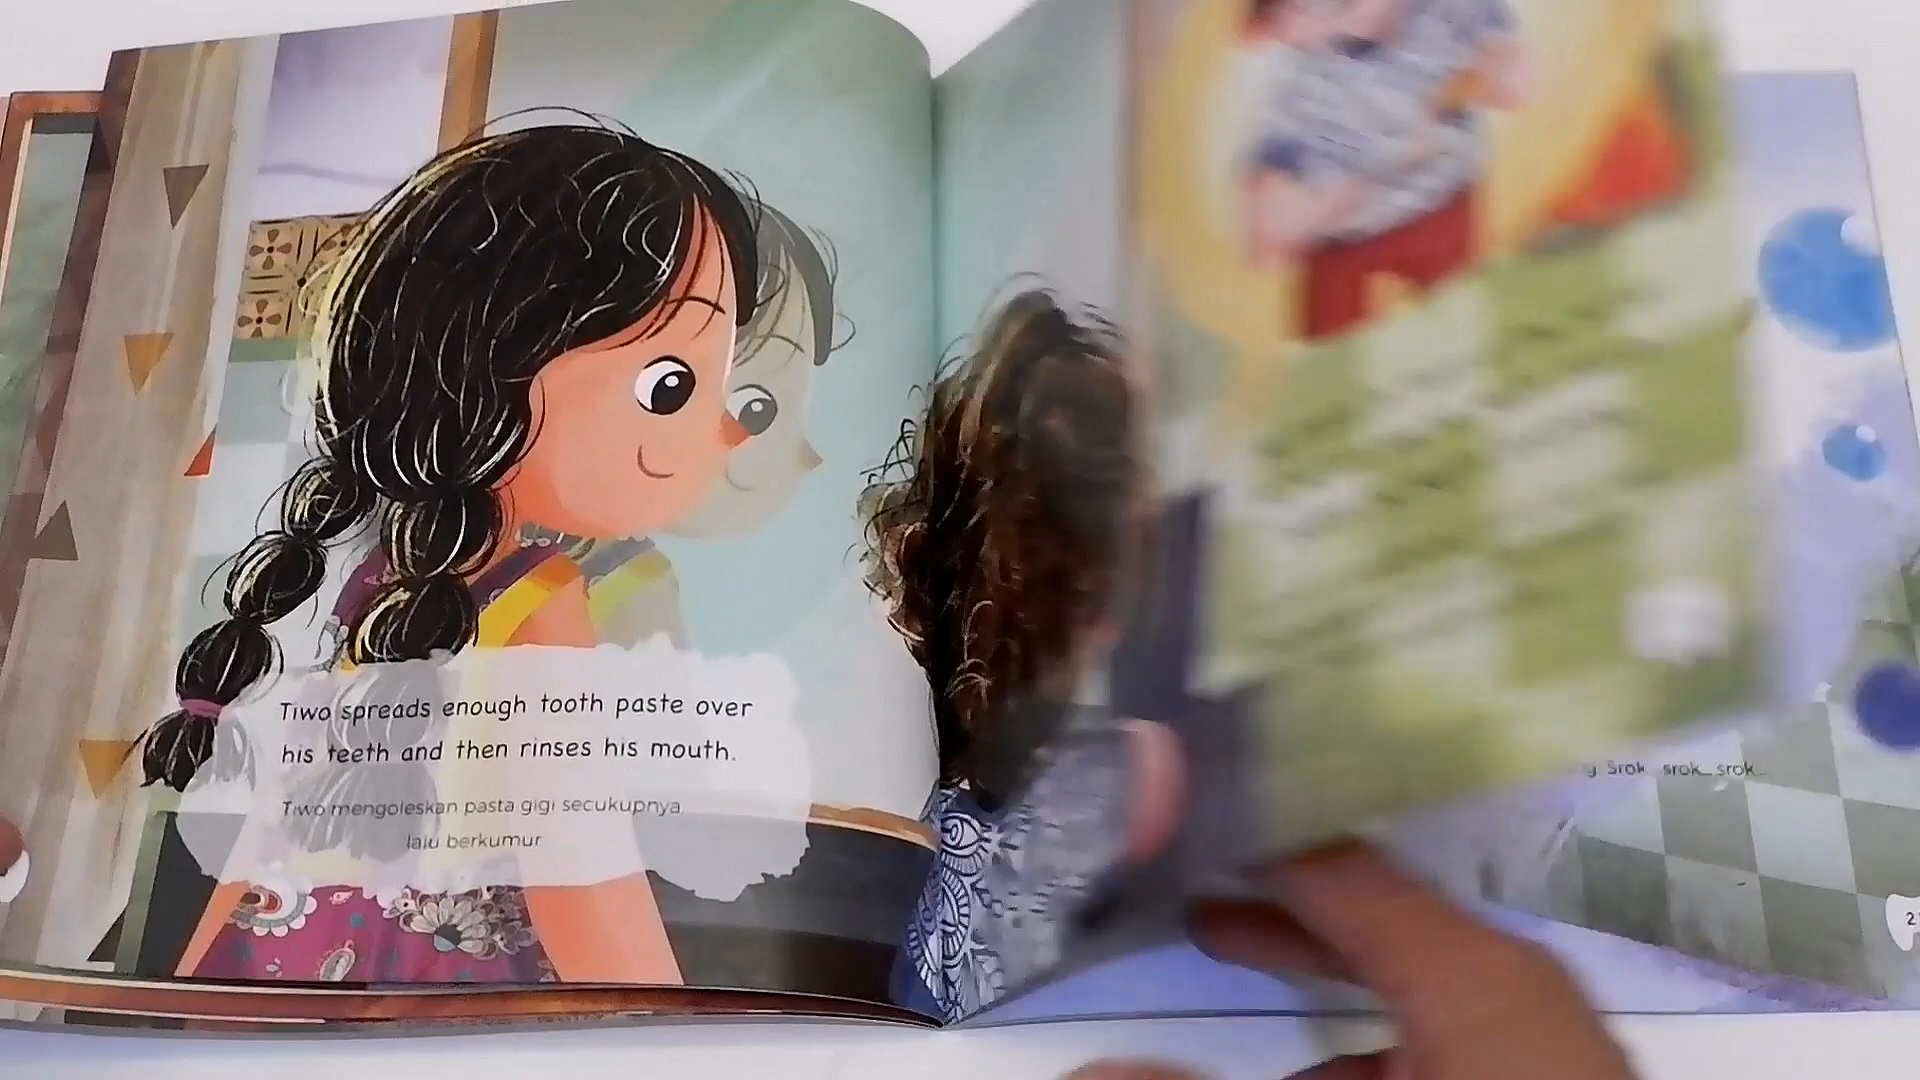 Tiwo spreads enough tooth paste over
his teeth and then rinses his mouth.
Tiwo mengoleskan pasta gigi secukupnya,
lalu berkumur
srok... srok... srok...